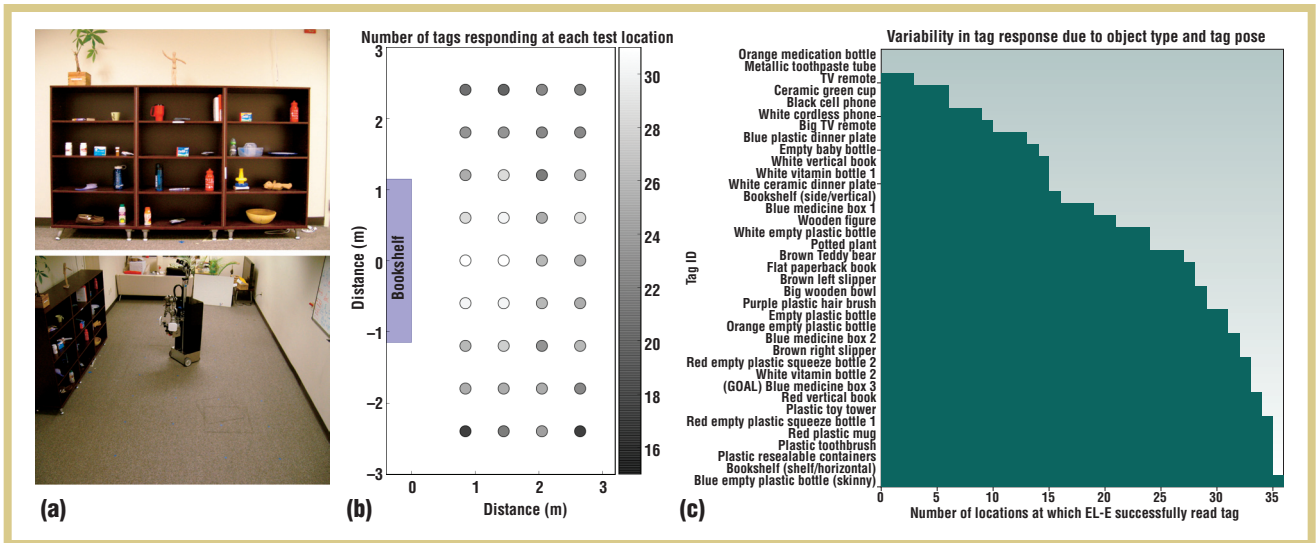 (a)
Number of tags responding at each test location
3
2
1
0
–1
–2
–3
Distance (m)
Bookshelf
0 1 2 3
Distance (m)
30
28
26
24
22
20
18
16
(b)
Variability in tag response due to object type and tag pose
Tag ID
Orange medication bottle
Metallic toothpaste tube
TV remote
Ceramic green cup
Black cell phone
White cordless phone
Big TV remote
Blue plastic dinner plate
Empty baby bottle
White vertical book
White vitamin bottle 1
White ceramic dinner plate
Bookshelf (side/vertical)
Blue medicine box 1
Wooden figure
White empty plastic bottle
Potted plant
Brown Teddy bear
Flat paperback book
Brown left slipper
Big wooden bowl
Purple plastic hair brush
Empty plastic bottle
Orange empty plastic bottle
Blue medicine box 2
Brown right slipper
Red empty plastic squeeze bottle 2
White vitamin bottle 2
(GOAL) Blue medicine box 3
Red vertical book
Plastic toy tower
Red empty plastic squeeze bottle 1
Red plastic mug
Plastic toothbrush
Plastic resealable containers
Bookshelf (shelf/horizontal)
Blue empty plastic bottle (skinny)
0 5 10 15 20 25 30 35
Number of locations at which EL-E successfully read tag
(c)